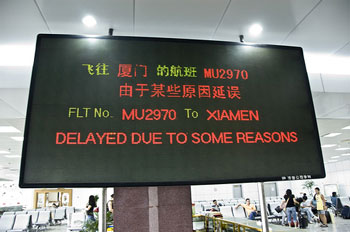 飞往 厦门 的航班 MU2970
由于某些原因延误
FLT No. MU2970 To XIAMEN
DELAYED DUE TO SOME REASONS